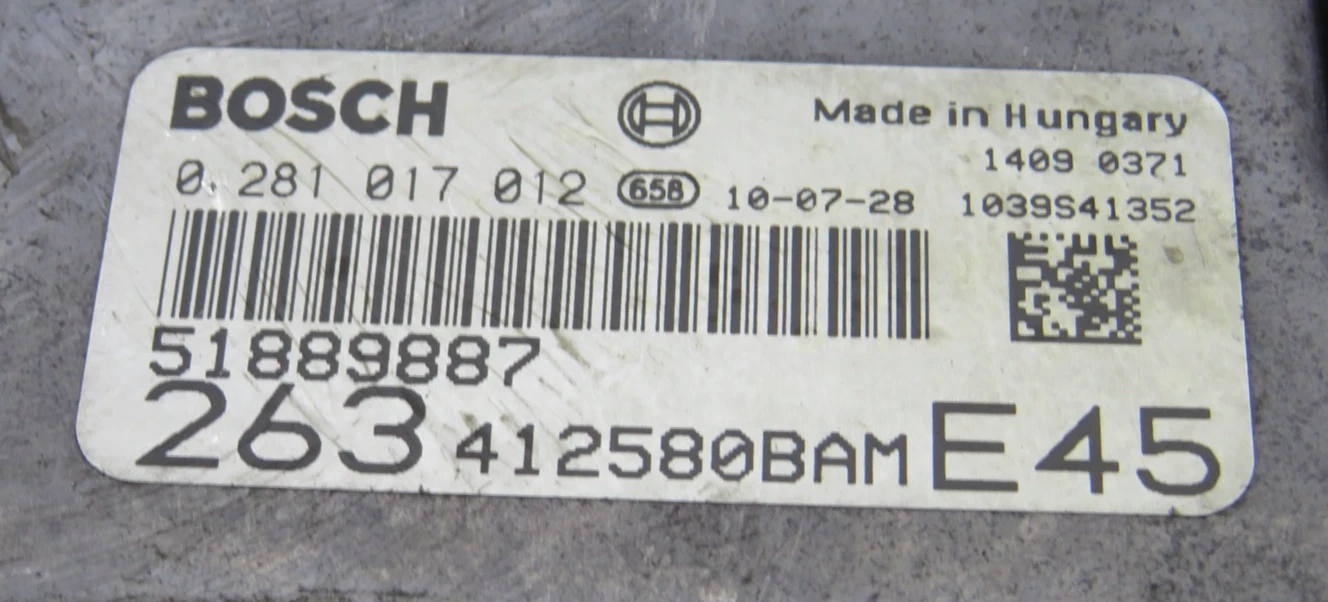 BOSCH Made in Hungary
1409 0371
0 281 017 012 658 10-07-28 1039S41352
51889887
263 412580BAM E45